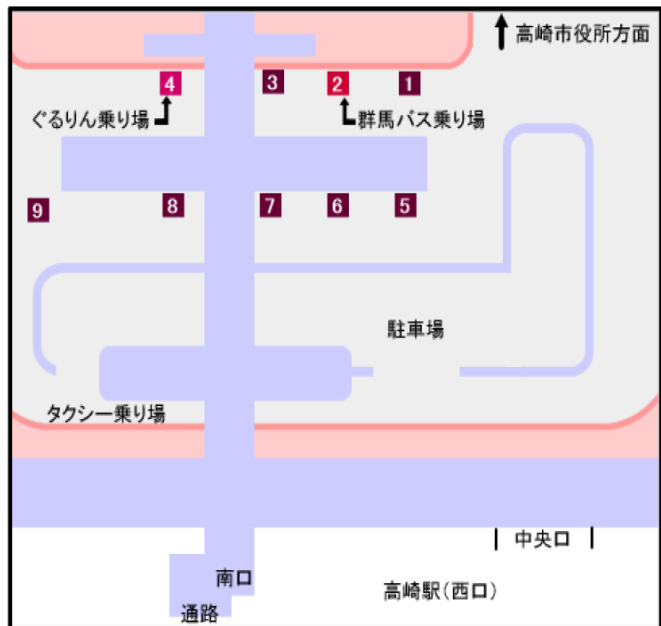 高崎市役所方面
4
3
2
1
ぐるりん乗り場
群馬バス乗り場
9
8
7
6
5
駐車場
タクシー乗り場
中央口
南口
高崎駅(西口)
通路